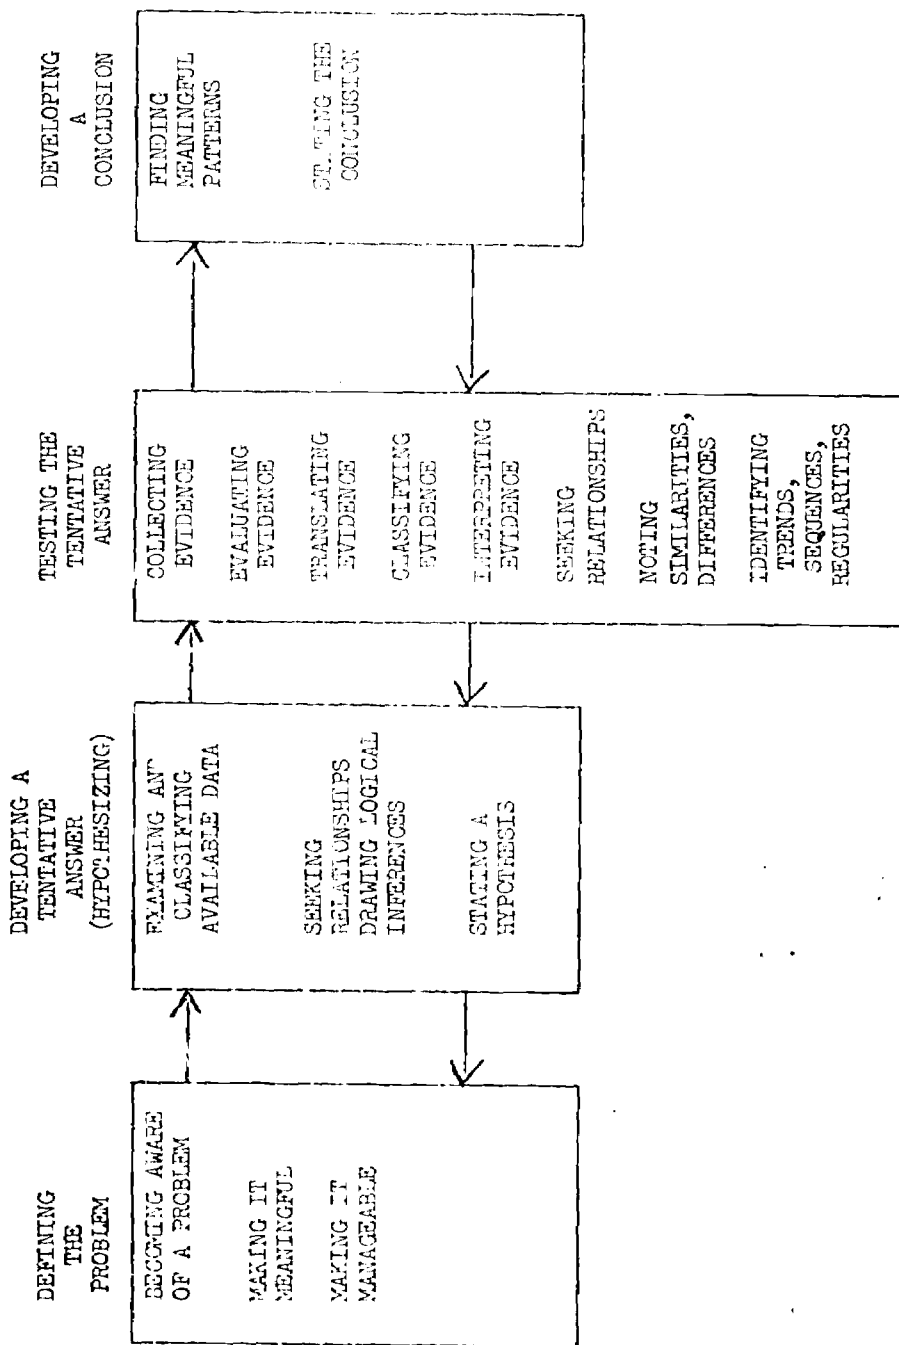 DEFINING
THE
PROBLEM
BECOMING AWARE
OF A PROBLEM
MAKING IT
MEANINGFUL
MAKING IT
MANAGEABLE
DEVELOPING A
TENTATIVE
ANSWER
(HYPOTHESIZING)
EXAMINING AND
CLASSIFYING
AVAILABLE DATA
SEEKING
RELATIONSHIPS
DRAWING LOGICAL
INFERENCES
STATING A
HYPOTHESIS
TESTING THE
TENTATIVE
ANSWER
COLLECTING
EVIDENCE
EVALUATING
EVIDENCE
TRANSLATING
EVIDENCE
CLASSIFYING
EVIDENCE
INTERPRETING
EVIDENCE
SEEKING
RELATIONSHIPS
NOTING
SIMILARITIES,
DIFFERENCES
IDENTIFYING
TRENDS,
SEQUENCES,
REGULARITIES
DEVELOPING
A
CONCLUSION
FINDING
MEANINGFUL
PATTERNS
STATING THE
CONCLUSION